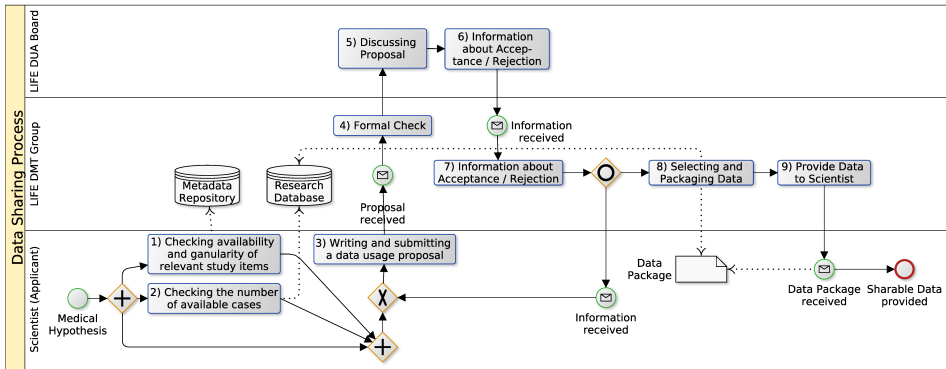 Data Sharing Process
LIFE DUA Board
5) Discussing
Proposal
6) Information
about Accep-
tance / Rejection
LIFE DMT Group
4) Formal Check
Information
received
Metadata
Repository
Research
Database
Proposal
received
7) Information about
Acceptance / Rejection
8) Selecting and
Packaging Data
9) Provide Data
to Scientist
Scientist (Applicant)
Medical
Hypothesis
1) Checking availability
and ganularity of
relevant study items
2) Checking the number
of available cases
3) Writing and submitting
a data usage proposal
Information
received
Data
Package
Data Package
received
Sharable Data
provided